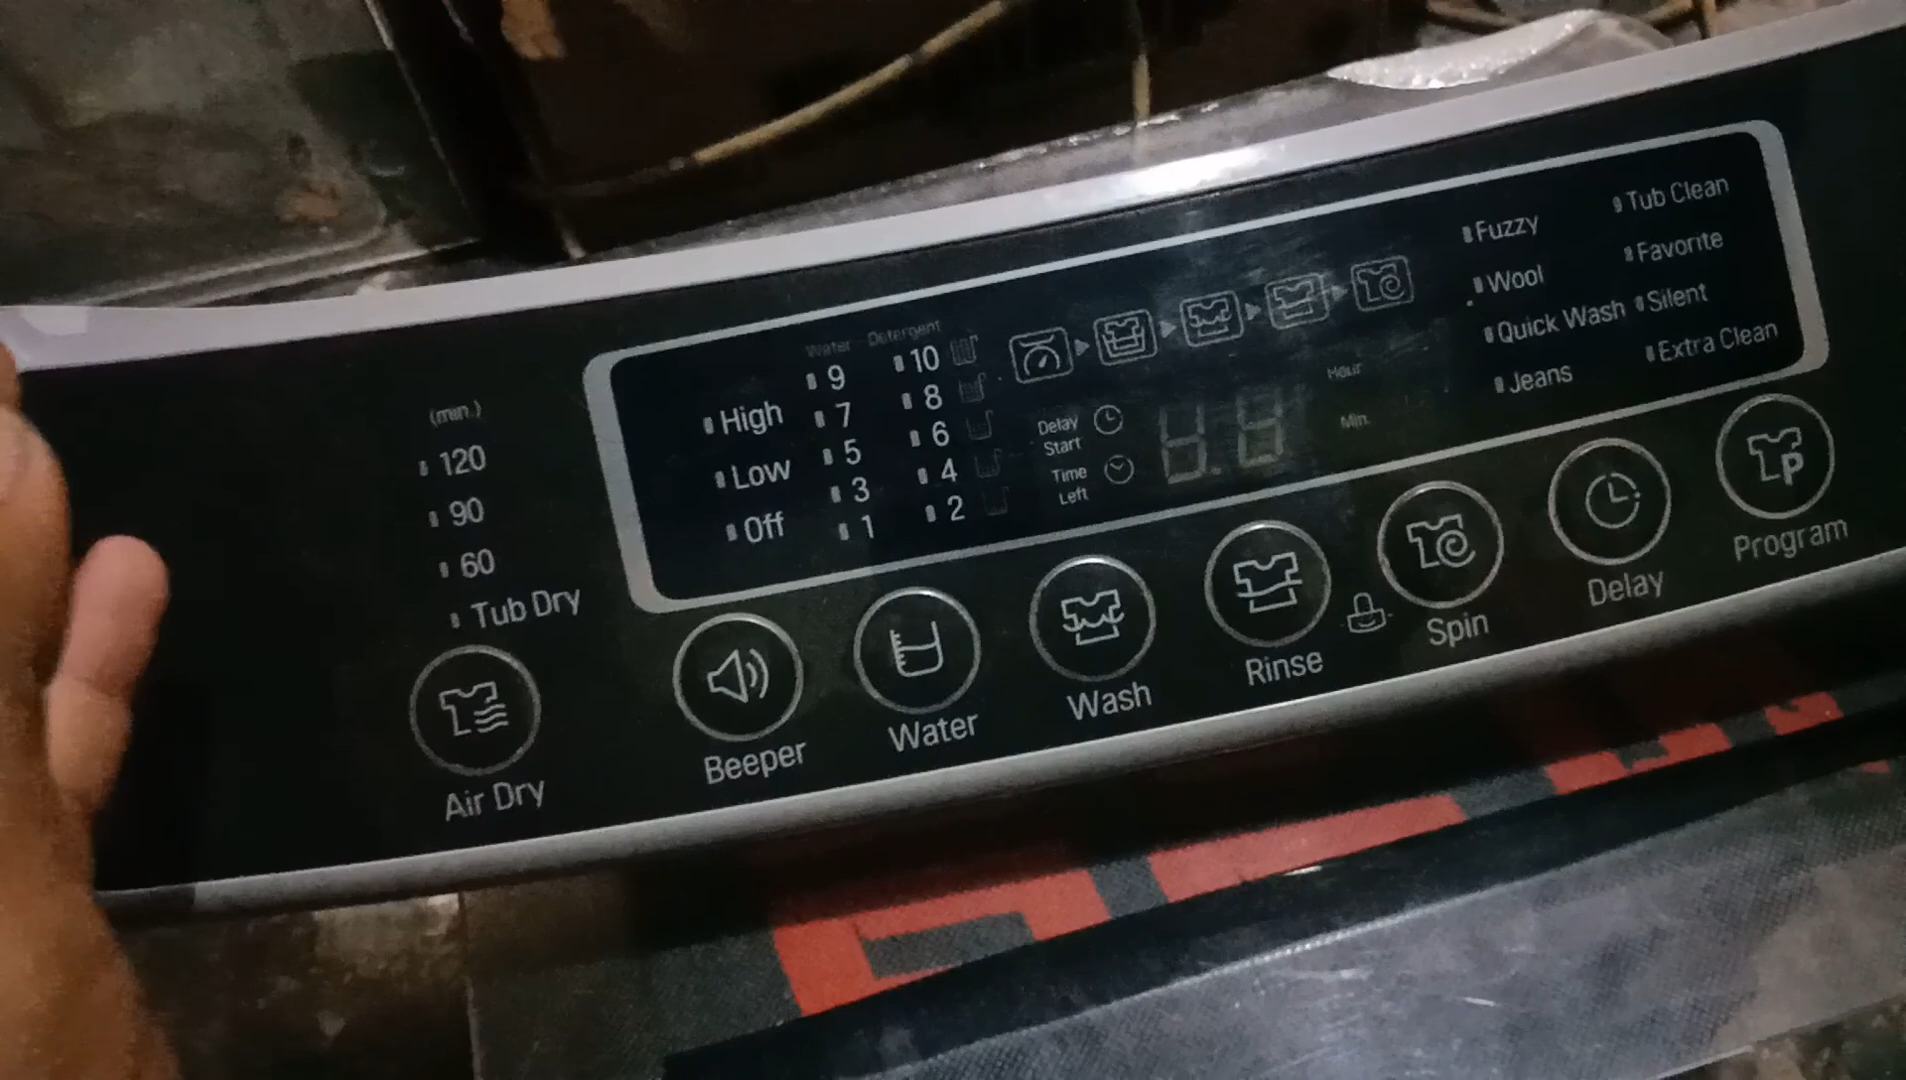 (min.)
120
90
60
Tub Dry
Air Dry
High
Low
Off
Water
9
7
5
3
1
Detergent
10
8
6
4
2
Delay
Start
Time
Left
Hour
Min.
Fuzzy
Wool
Quick Wash
Jeans
Tub Clean
Favorite
Silent
Extra Clean
Beeper
Water
Wash
Rinse
Spin
Delay
P
Program